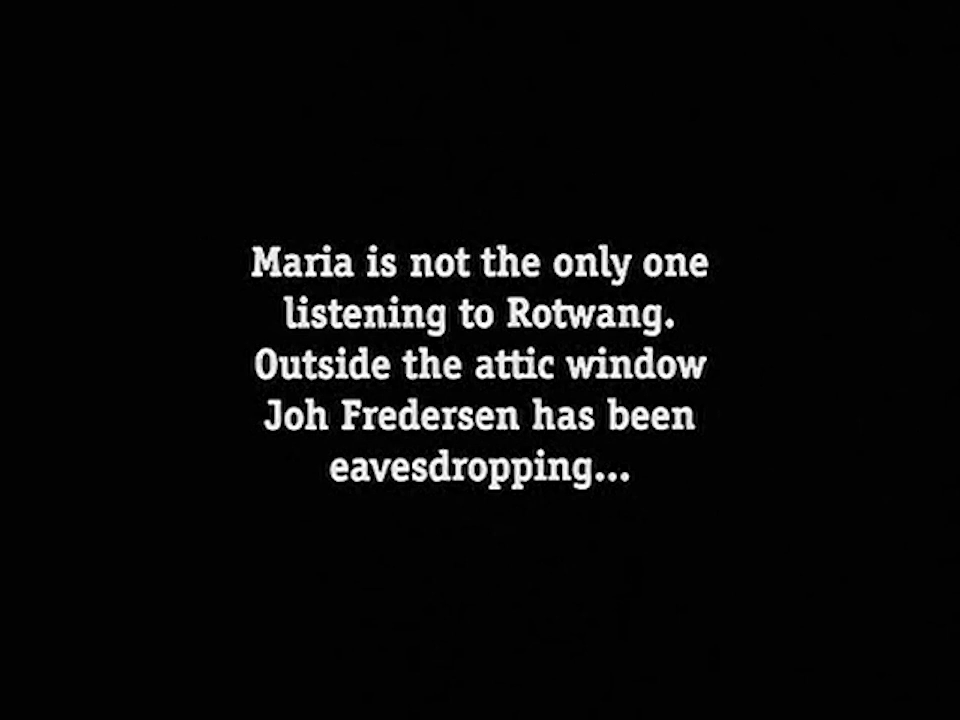 Maria is not the only one
listening to Rotwang.
Outside the attic window
Joh Fredersen has been
eavesdropping...